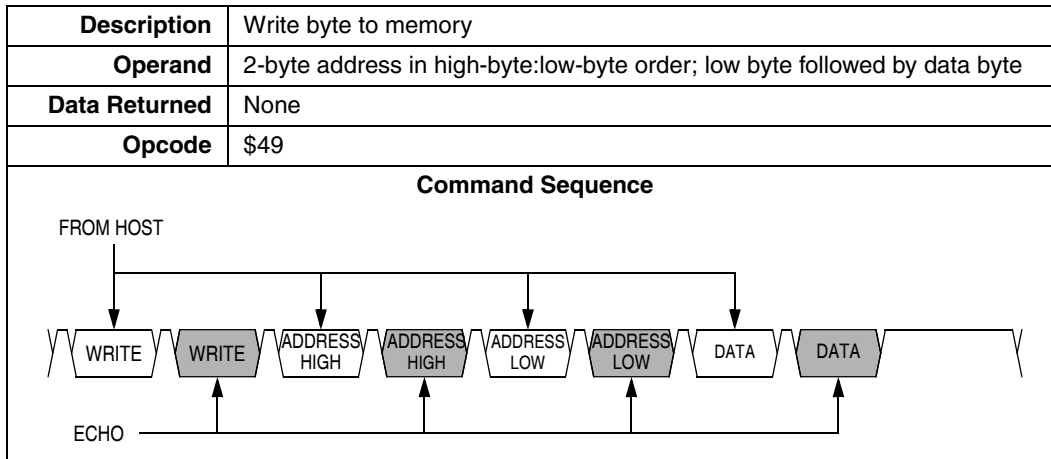 Description Write byte to memory
Operand 2-byte address in high-byte:low-byte order; low byte followed by data byte
Data Returned None
Opcode $49
Command Sequence
FROM HOST
WRITE WRITE ADDRESS HIGH ADDRESS HIGH ADDRESS LOW ADDRESS LOW DATA DATA
ECHO